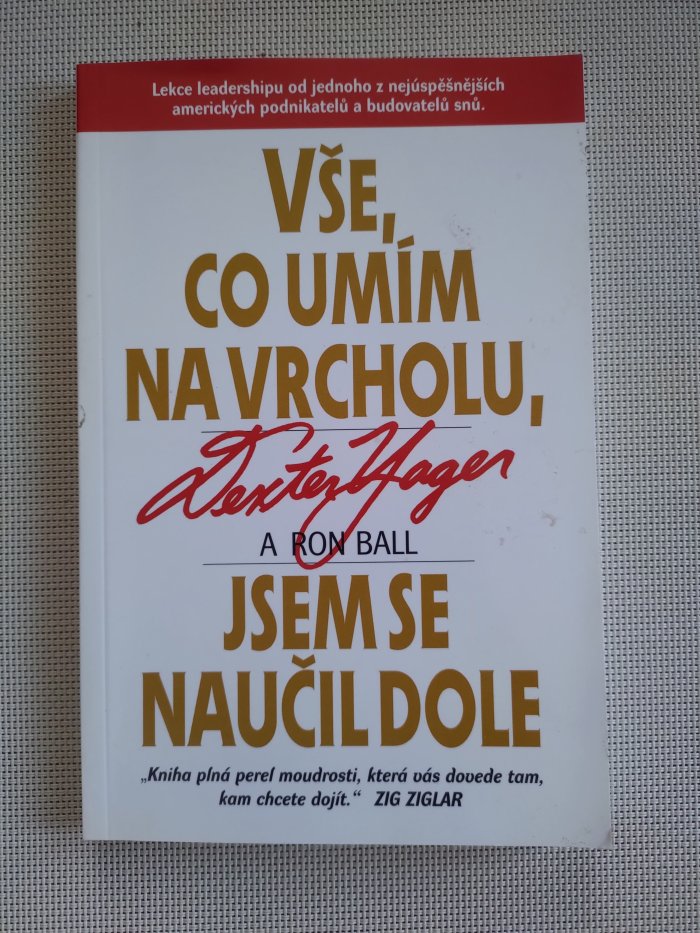 Lekce leadershipu od jednoho z nejúspěšnějších
amerických podnikatelů a budovatelů snů.
VŠE,
CO UMÍM
NA VRCHOLU,
Dexter Yager
A RON BALL
JSEM SE
NAUČIL DOLE
„Kniha plná perel moudrosti, která vás dovede tam,
kam chcete dojít.“ ZIG ZIGLAR